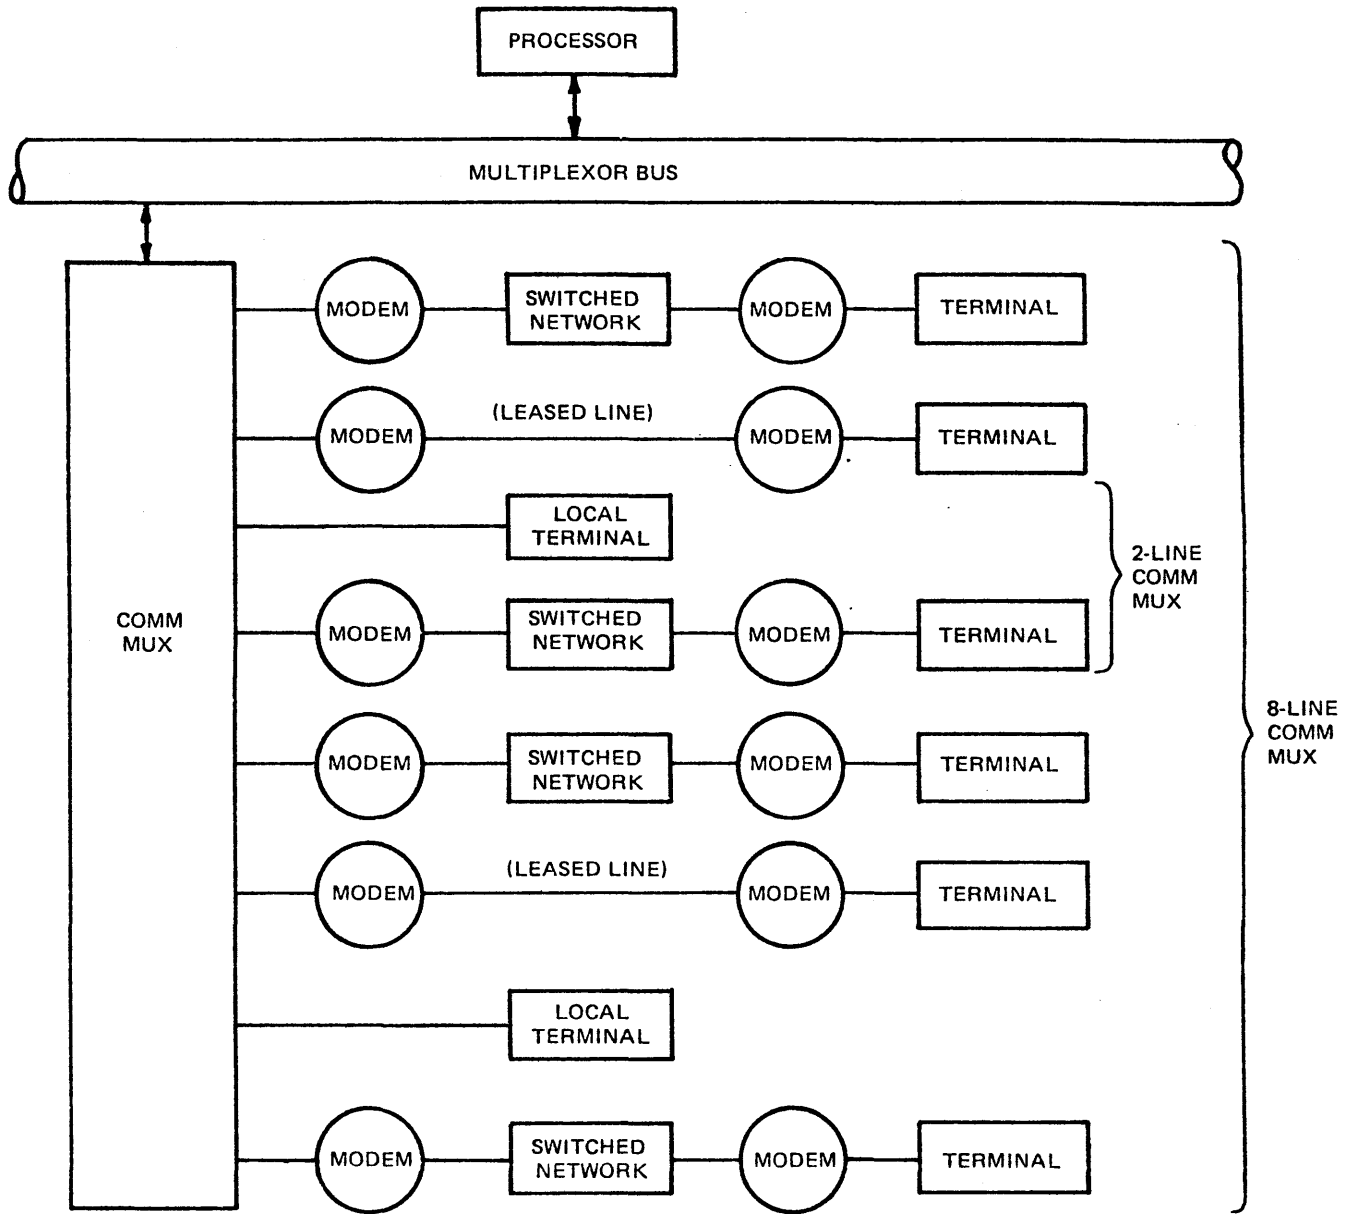 PROCESSOR
MULTIPLEXOR BUS
MODEM
SWITCHED
NETWORK
MODEM
TERMINAL
MODEM
(LEASED LINE)
MODEM
TERMINAL
LOCAL
TERMINAL
2-LINE
COMM
MUX
COMM
MUX
MODEM
SWITCHED
NETWORK
MODEM
TERMINAL
8-LINE
COMM
MUX
MODEM
SWITCHED
NETWORK
MODEM
TERMINAL
MODEM
(LEASED LINE)
MODEM
TERMINAL
LOCAL
TERMINAL
MODEM
SWITCHED
NETWORK
MODEM
TERMINAL